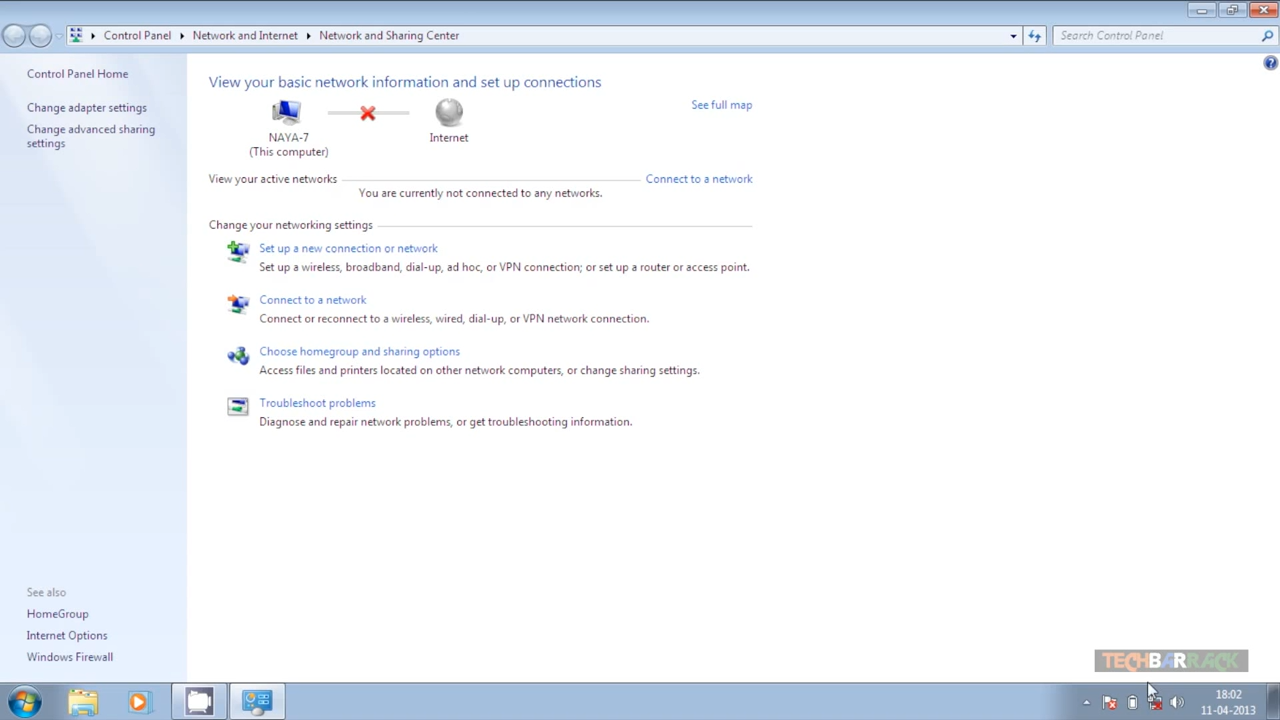 Control Panel Network and Internet Network and Sharing Center Search Control Panel
Control Panel Home
Change adapter settings
Change advanced sharing
settings
View your basic network information and set up connections
See full map
NAYA-7
(This computer)
Internet
View your active networks
Connect to a network
You are currently not connected to any networks.
Change your networking settings
Set up a new connection or network
Set up a wireless, broadband, dial-up, ad hoc, or VPN connection; or set up a router or access point.
Connect to a network
Connect or reconnect to a wireless, wired, dial-up, or VPN network connection.
Choose homegroup and sharing options
Access files and printers located on other network computers, or change sharing settings.
Troubleshoot problems
Diagnose and repair network problems, or get troubleshooting information.
See also
HomeGroup
Internet Options
Windows Firewall
TECHBARRACK
18:02
11-04-2013